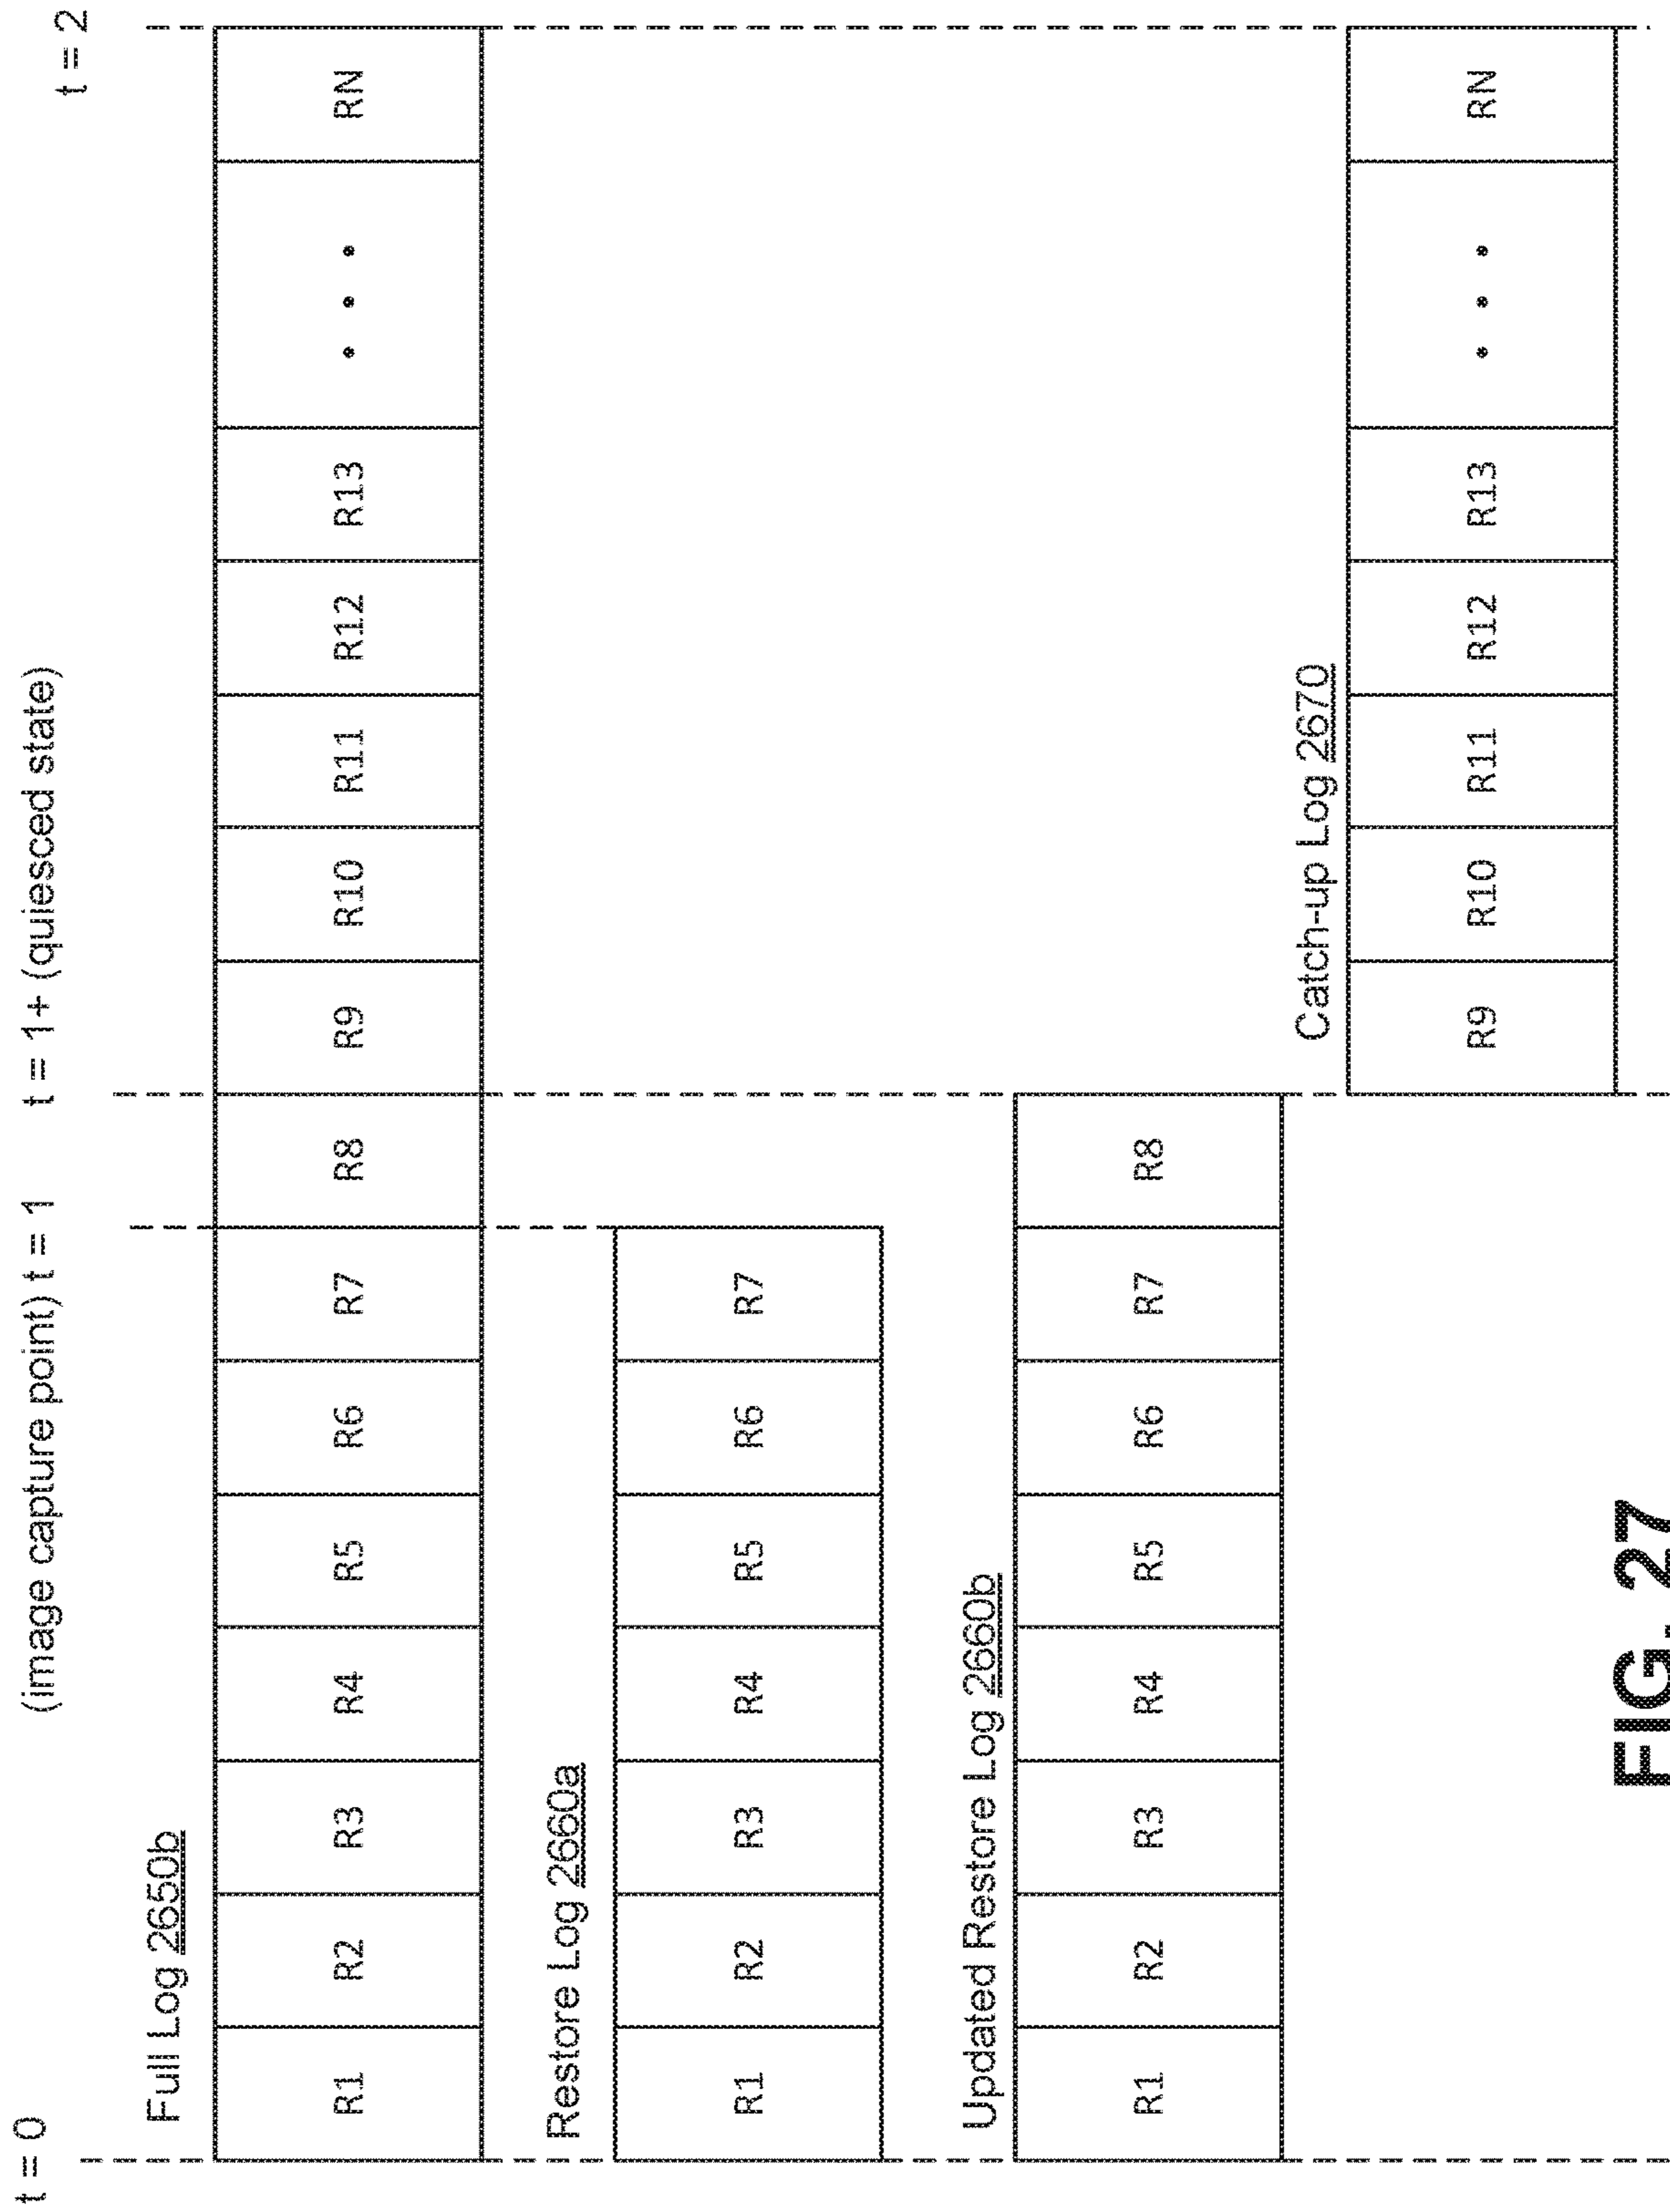 t = 0 (image capture point) t = 1 t = 1+ (quiesced state) t = 2
Full Log 2650b
R1 R2 R3 R4 R5 R6 R7 R8 R9 R10 R11 R12 R13 • • • RN
Restore Log 2660a
R1 R2 R3 R4 R5 R6 R7
Updated Restore Log 2660b
R1 R2 R3 R4 R5 R6 R7 R8
Catch-up Log 2670
R9 R10 R11 R12 R13 • • • RN
FIG. 27